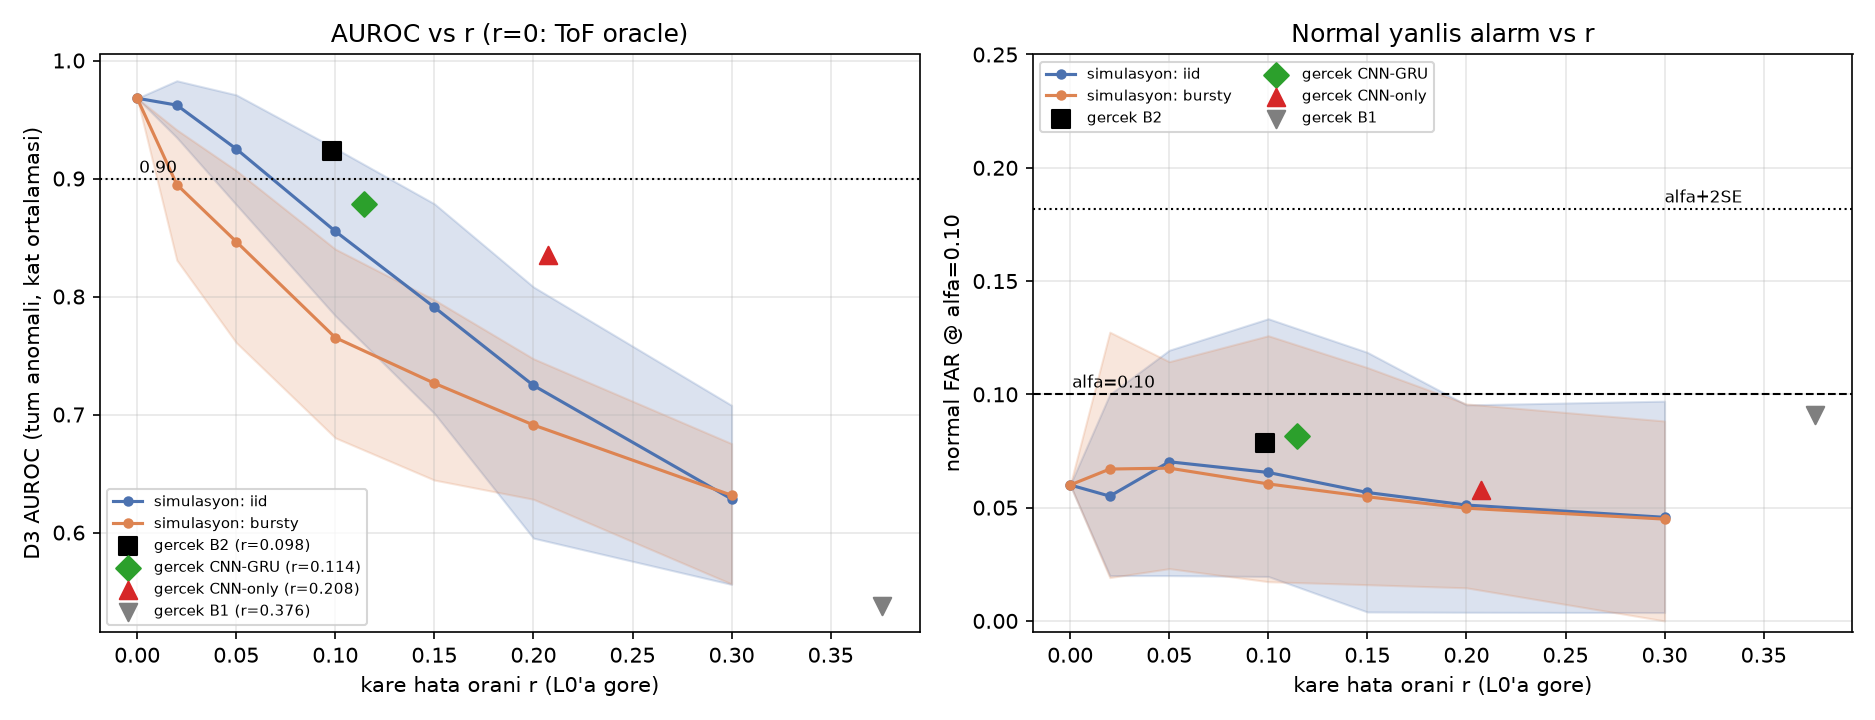 AUROC vs r (r=0: ToF oracle)
D3 AUROC (tum anomali, kat ortalamasi)
1.0
0.9
0.8
0.7
0.6
0.90
simulasyon: iid
simulasyon: bursty
gercek B2 (r=0.098)
gercek CNN-GRU (r=0.114)
gercek CNN-only (r=0.208)
gercek B1 (r=0.376)
0.00 0.05 0.10 0.15 0.20 0.25 0.30 0.35
kare hata orani r (L0'a gore)
Normal yanlis alarm vs r
normal FAR @ alfa=0.10
0.25
0.20
0.15
0.10
0.05
0.00
simulasyon: iid
simulasyon: bursty
gercek B2
gercek CNN-GRU
gercek CNN-only
gercek B1
alfa+2SE
alfa=0.10
0.00 0.05 0.10 0.15 0.20 0.25 0.30 0.35
kare hata orani r (L0'a gore)